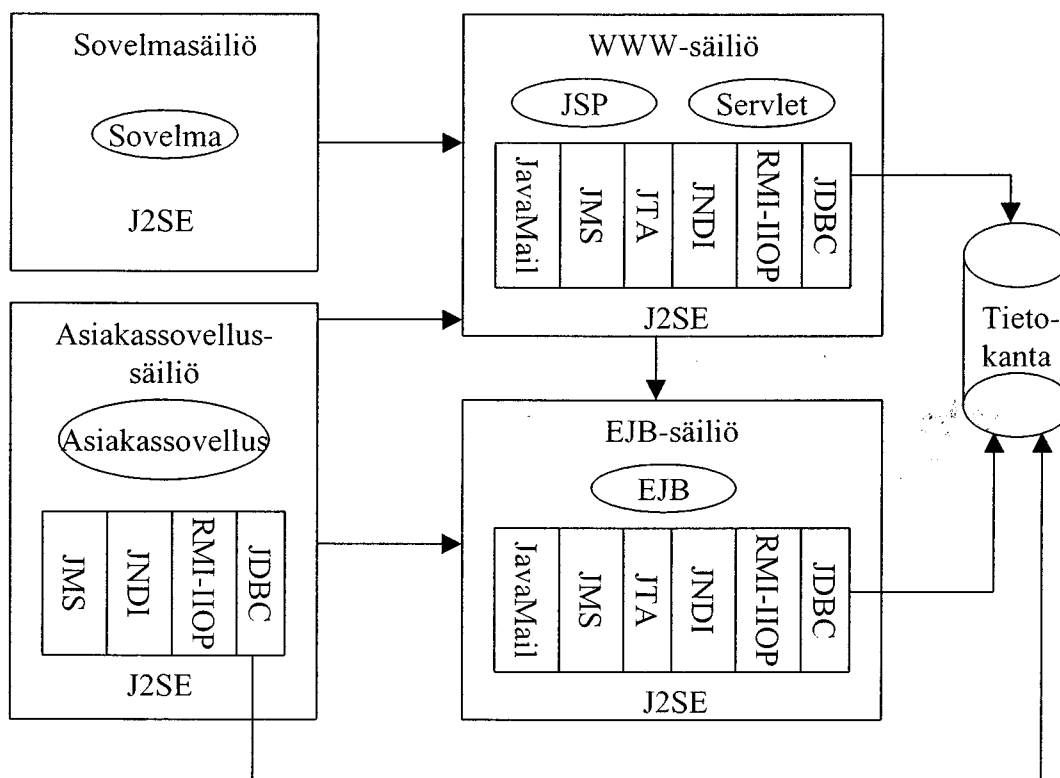 Sovelmasäiliö
Sovelma
J2SE
WWW-säiliö
JSP
Servlet
JavaMail
JMS
JTA
JNDI
RMI-IIOP
JDBC
J2SE
Tieto-
kanta
Asiakassovellus-
säiliö
Asiakassovellus
JMS
JNDI
RMI-IIOP
JDBC
J2SE
EJB-säiliö
EJB
JavaMail
JMS
JTA
JNDI
RMI-IIOP
JDBC
J2SE